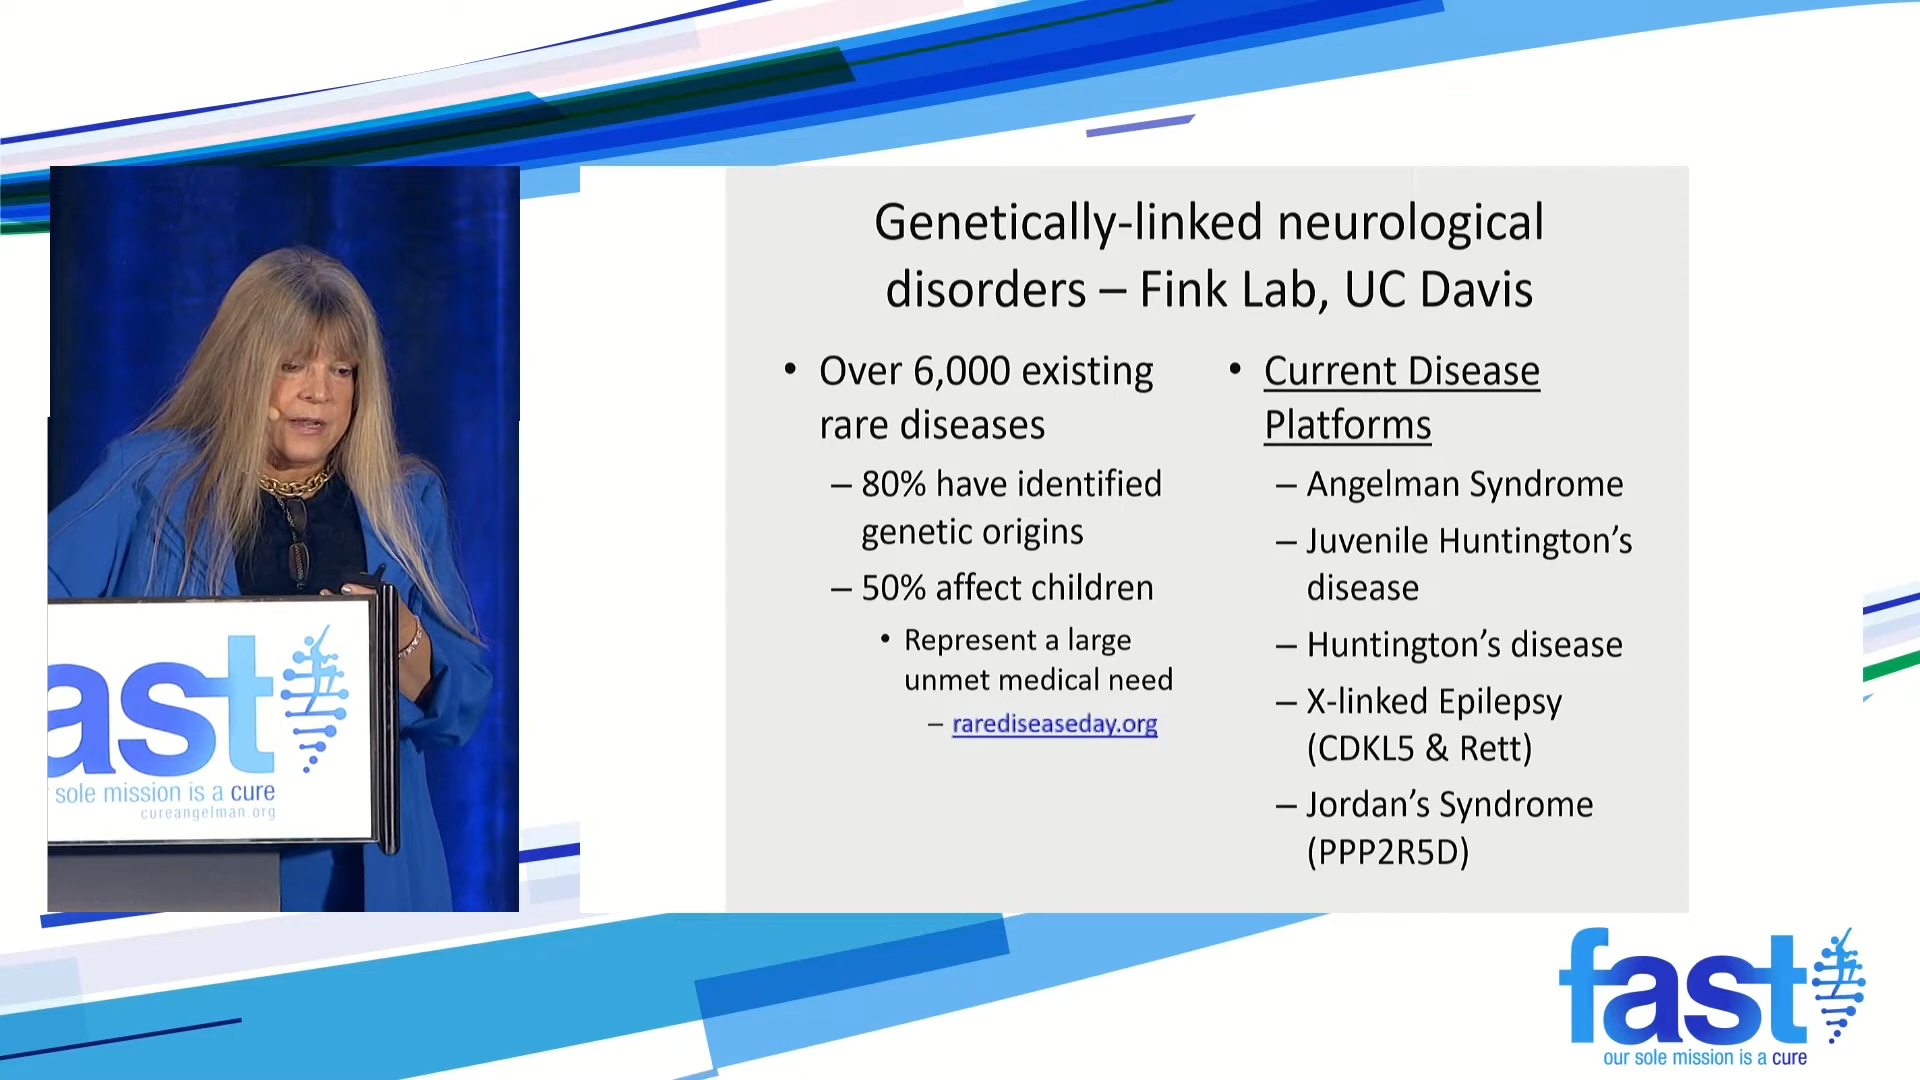 Genetically-linked neurological
disorders – Fink Lab, UC Davis
• Over 6,000 existing
rare diseases
– 80% have identified
genetic origins
– 50% affect children
• Represent a large
unmet medical need
– rarediseaseday.org
• Current Disease
Platforms
– Angelman Syndrome
– Juvenile Huntington’s
disease
– Huntington’s disease
– X-linked Epilepsy
(CDKL5 & Rett)
– Jordan’s Syndrome
(PPP2R5D)
ast
sole mission is a cure
cureangelman.org
fast
our sole mission is a cure